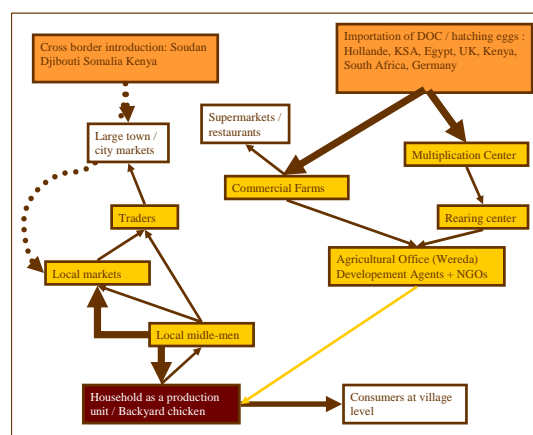 Cross border introduction: Soudan
Djibouti Somalia Kenya
Importation of DOC / hatching eggs :
Hollande, KSA, Egypt, UK, Kenya,
South Africa, Germany
Supermarkets /
restaurants
Large town /
city markets
Multiplication Center
Commercial Farms
Traders
Rearing center
Local markets
Agricultural Office (Wereda)
Developement Agents + NGOs
Local midle-men
Household as a production
unit / Backyard chicken
Consumers at village
level